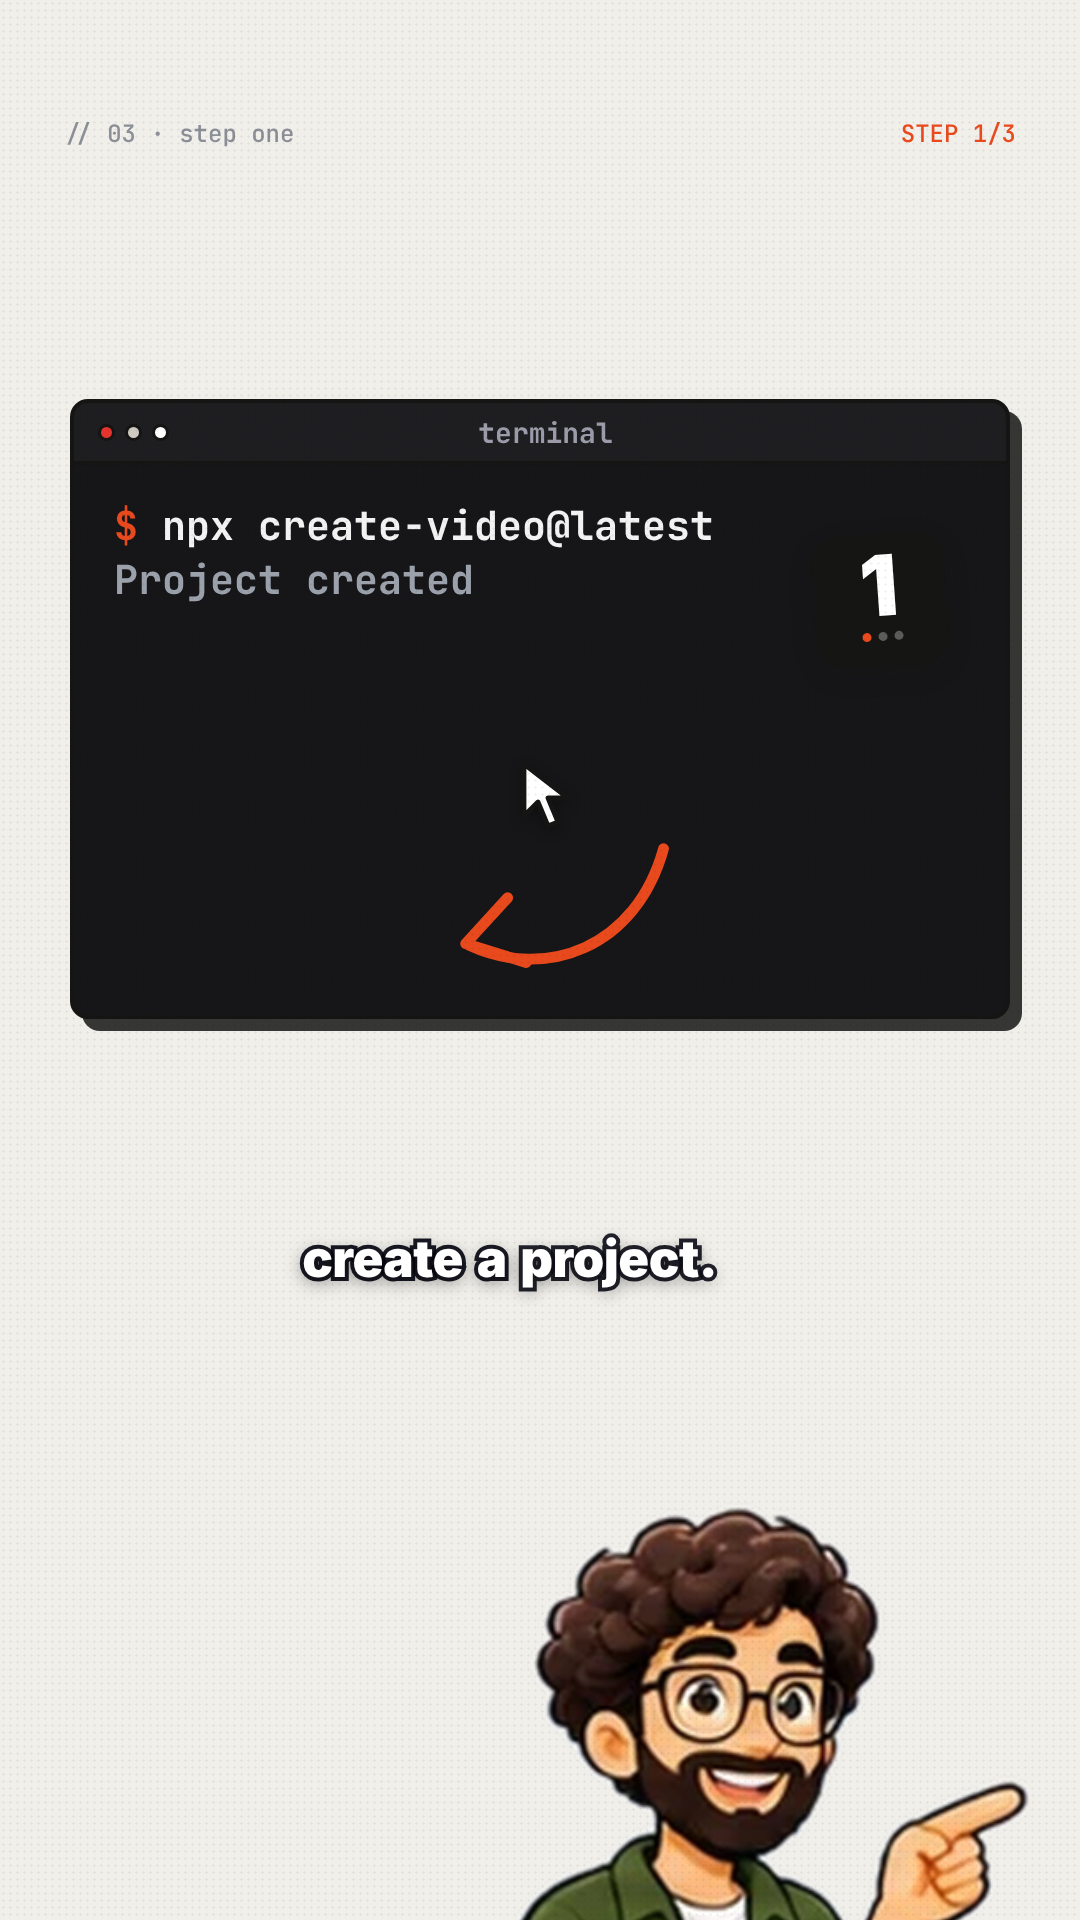 // 03 · step one
STEP 1/3
terminal
$ npx create-video@latest
Project created
1
create a project.